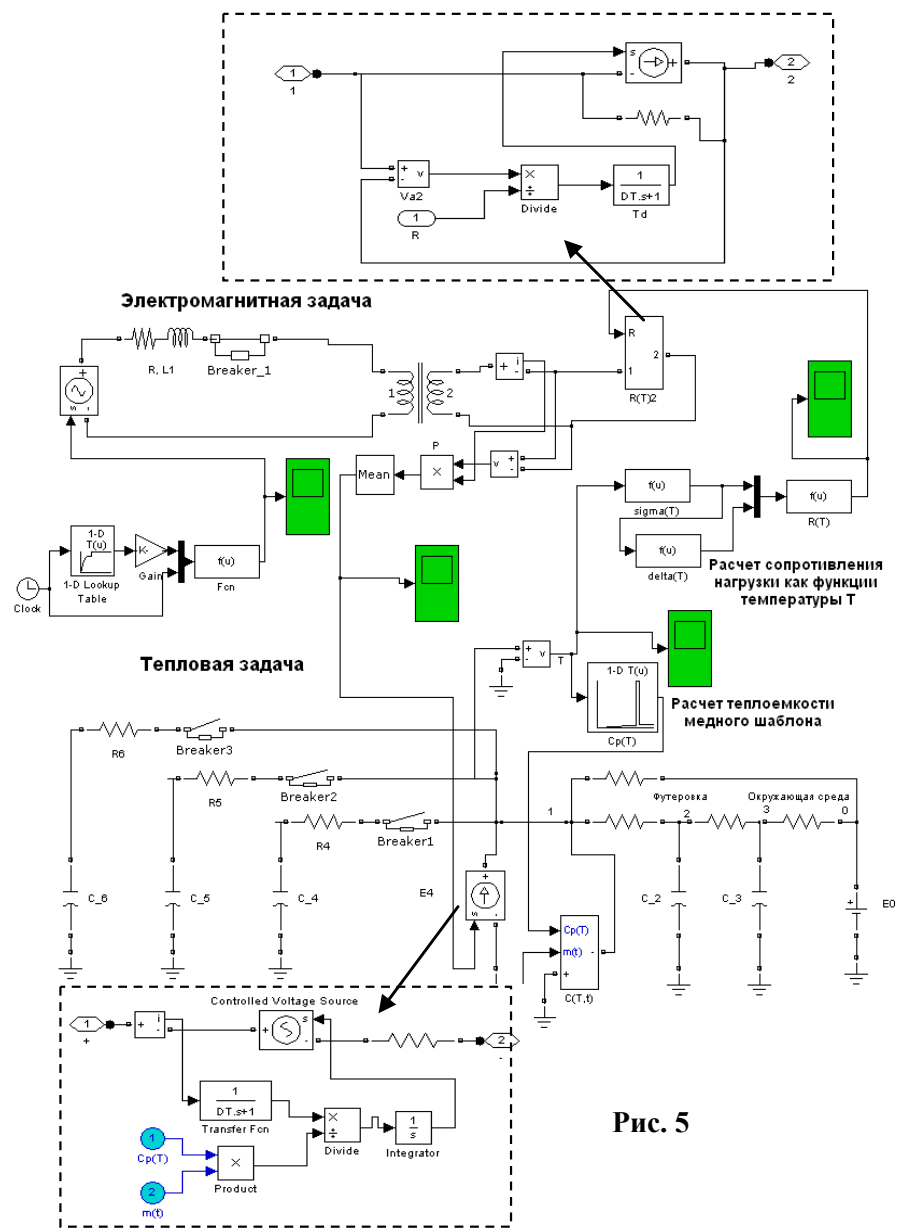 1
1
s
+
-
2
2
+
-
v
Va2
×
÷
Divide
1
DT.s+1
Td
1
R
Электромагнитная задача
R, L1
Breaker_1
+
s
-
1
2
+
i
-
R
2
1
R(T)2
P
×
Mean
v
+
-
f(u)
sigma(T)
f(u)
delta(T)
f(u)
R(T)
Расчет сопротивления
нагрузки как функции
температуры T
1-D
T(u)
1-D Lookup
Table
K-
Gain
f(u)
Fcn
Clock
Тепловая задача
+
-
v
T
1-D T(u)
Cp(T)
Расчет теплоемкости
медного шаблона
R6
Breaker3
R5
Breaker2
R4
Breaker1
1
Футеровка
2
Окружающая среда
3
0
C_6
C_5
C_4
E4
+
s
-
C_2
C_3
+
E0
Cp(T)
m(t)
-
+
C(T,t)
Controlled Voltage Source
1
+
+
i
-
+
s
-
2
-
1
DT.s+1
Transfer Fcn
×
÷
Divide
1
s
Integrator
1
Cp(T)
×
Product
2
m(t)
Рис. 5